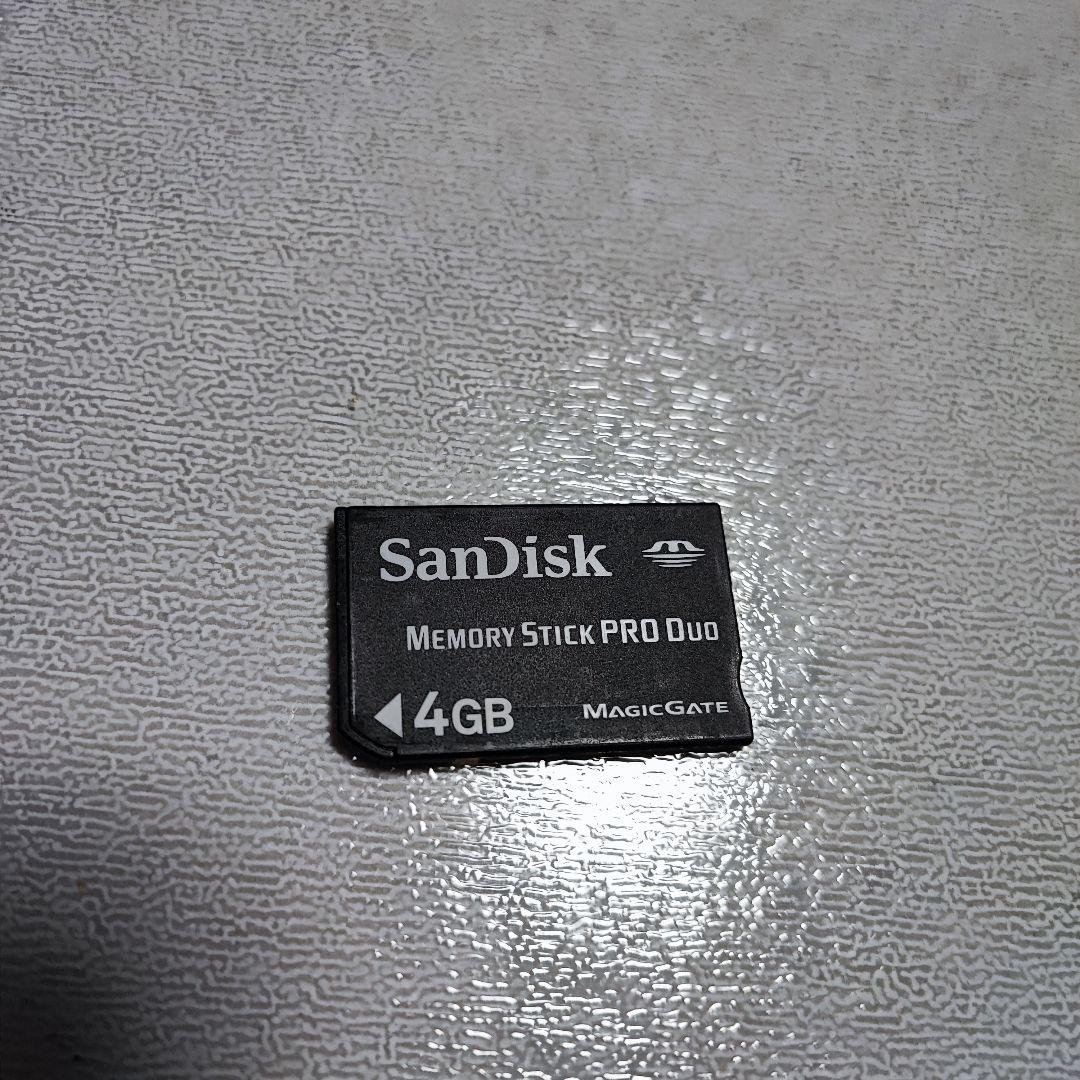 SanDisk
MEMORY STICK PRO DUO
4GB
MAGICGATE